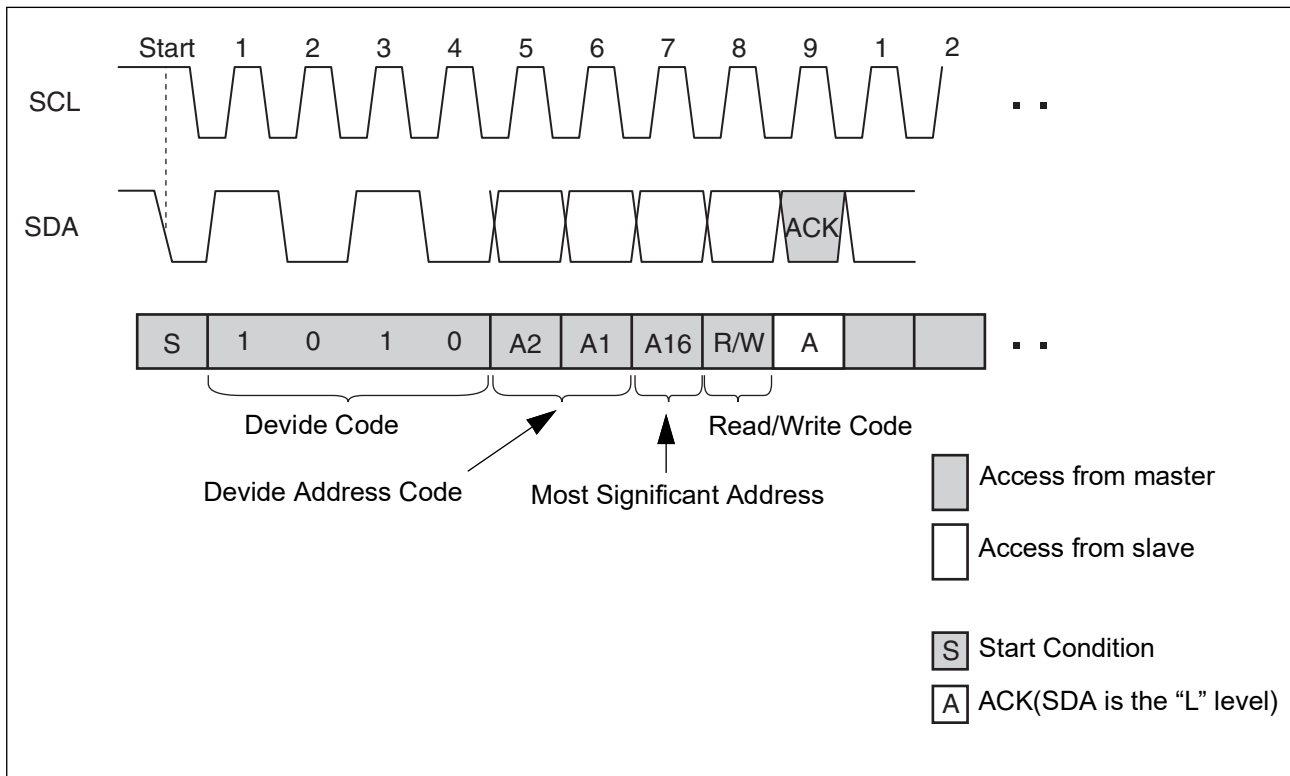 Start 1 2 3 4 5 6 7 8 9 1 2
SCL
. .
SDA
ACK
S 1 0 1 0 A2 A1 A16 R/W A
. .
Devide Code
Read/Write Code
Devide Address Code
Most Significant Address
Access from master
Access from slave
S Start Condition
A ACK(SDA is the “L” level)